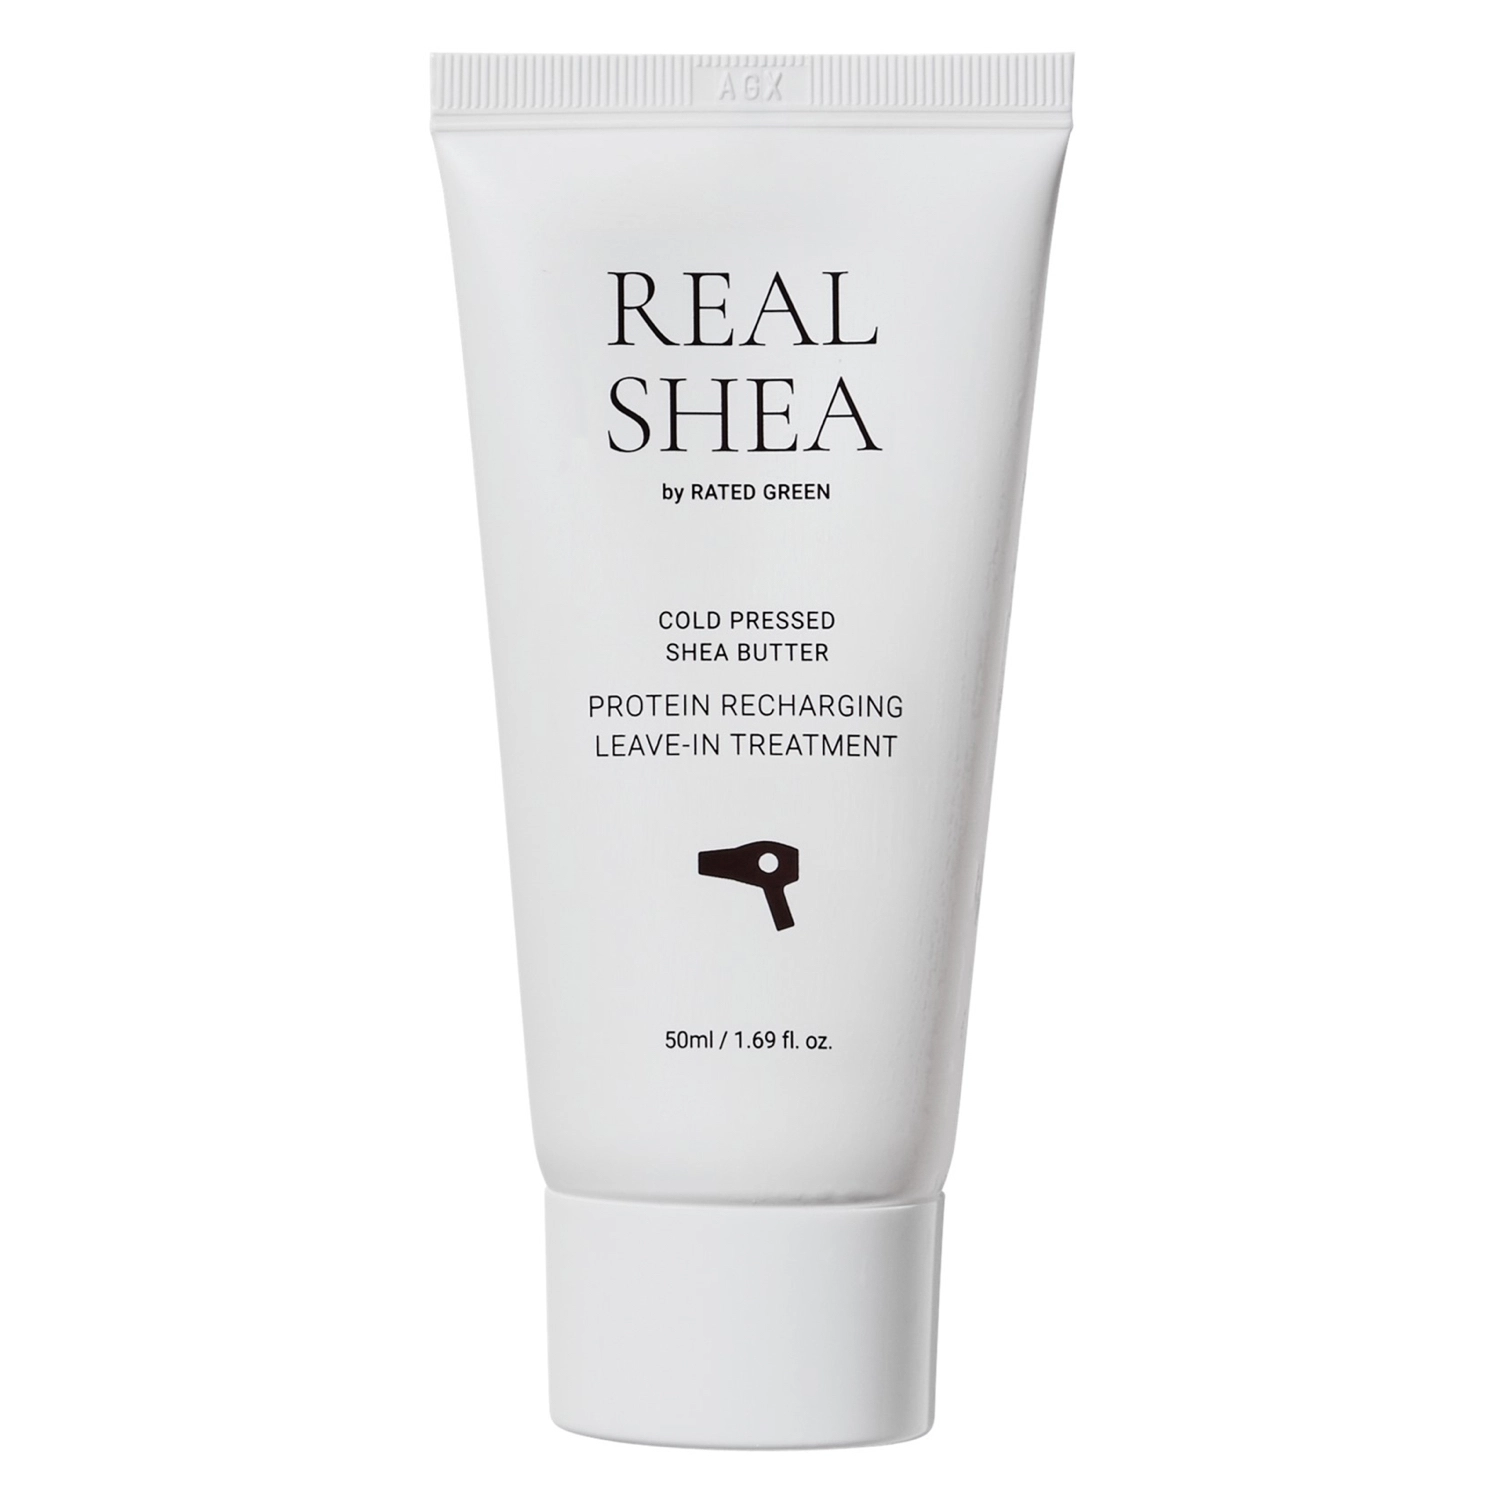 AGX
REAL
SHEA
by RATED GREEN
COLD PRESSED
SHEA BUTTER
PROTEIN RECHARGING
LEAVE-IN TREATMENT
50ml / 1.69 fl. oz.